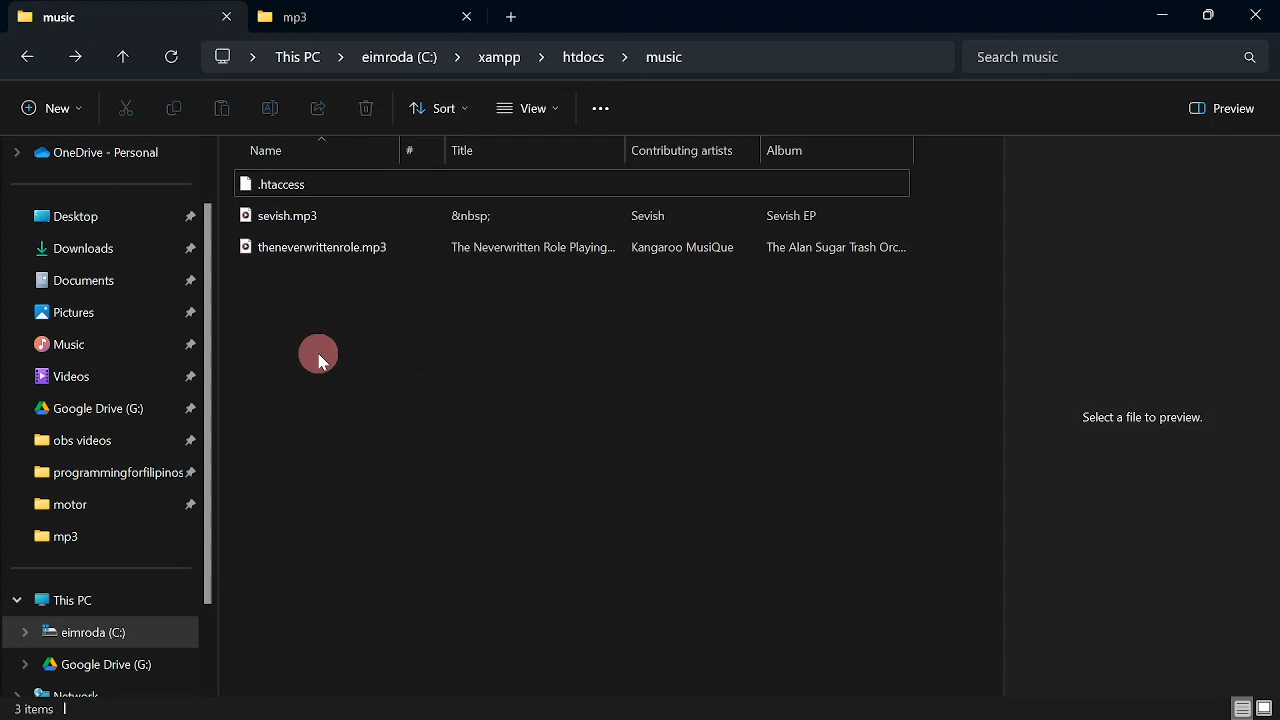 music
mp3
This PC > eimroda (C:) > xampp > htdocs > music
Search music
New
Sort
View
Preview
OneDrive - Personal
Desktop
Downloads
Documents
Pictures
Music
Videos
Google Drive (G:)
obs videos
programmingforfilipinos
motor
mp3
This PC
eimroda (C:)
Google Drive (G:)
Network
Name # Title Contributing artists Album
.htaccess
sevish.mp3 &nbsp; Sevish Sevish EP
theneverwrittenrole.mp3 The Neverwritten Role Playing... Kangaroo MusiQue The Alan Sugar Trash Orc...
Select a file to preview.
3 items